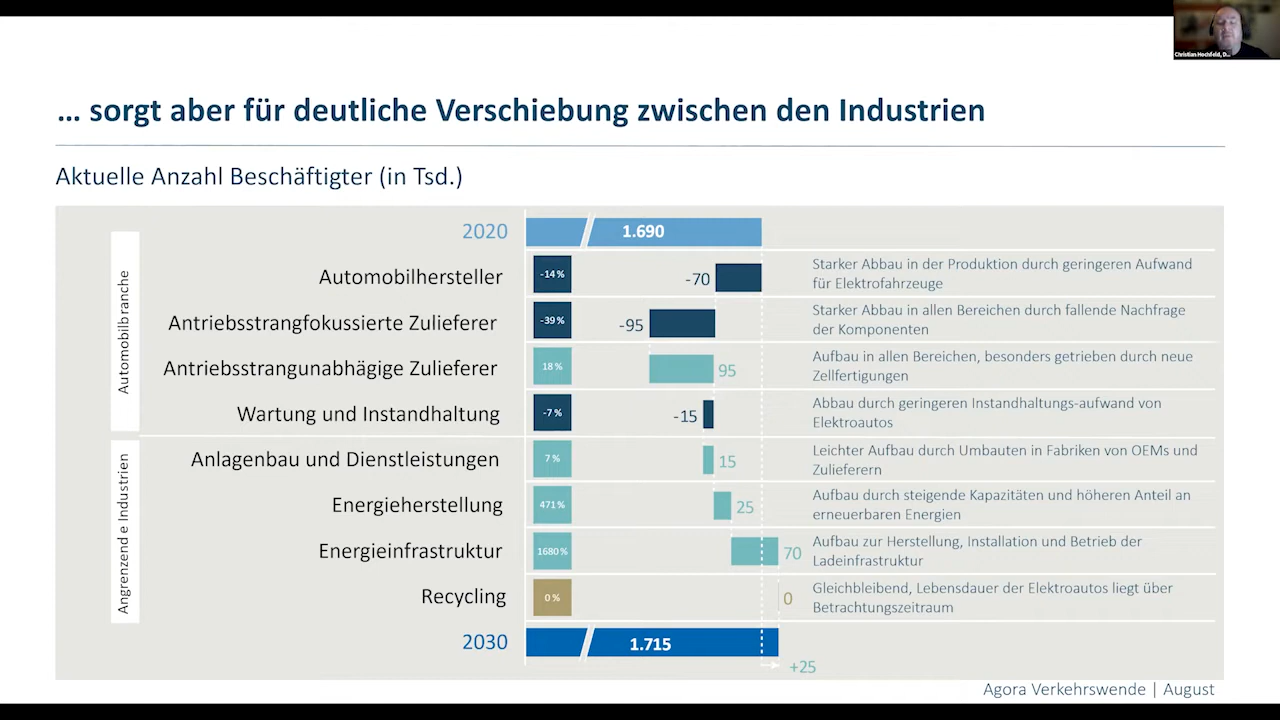 Christian Hochfeld, D...
... sorgt aber für deutliche Verschiebung zwischen den Industrien
Aktuelle Anzahl Beschäftigter (in Tsd.)
2020
1.690
Automobilbranche
Automobilhersteller
-14 %
-70
Starker Abbau in der Produktion durch geringeren Aufwand
für Elektrofahrzeuge
Antriebsstrangfokussierte Zulieferer
-39 %
-95
Starker Abbau in allen Bereichen durch fallende Nachfrage
der Komponenten
Antriebsstrangunabhägige Zulieferer
18 %
95
Aufbau in allen Bereichen, besonders getrieben durch neue
Zellfertigungen
Wartung und Instandhaltung
-7 %
-15
Abbau durch geringeren Instandhaltungs-aufwand von
Elektroautos
Angrenzend e Industrien
Anlagenbau und Dienstleistungen
7 %
15
Leichter Aufbau durch Umbauten in Fabriken von OEMs und
Zulieferern
Energieherstellung
471 %
25
Aufbau durch steigende Kapazitäten und höheren Anteil an
erneuerbaren Energien
Energieinfrastruktur
1680 %
70
Aufbau zur Herstellung, Installation und Betrieb der
Ladeinfrastruktur
Recycling
0 %
0
Gleichbleibend, Lebensdauer der Elektroautos liegt über
Betrachtungszeitraum
2030
1.715
+25
Agora Verkehrswende | August